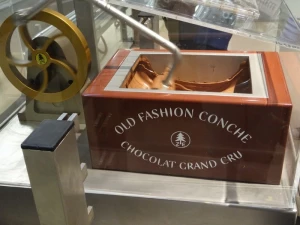 OLD FASHION CONCHE
CHOCOLAT GRAND CRU